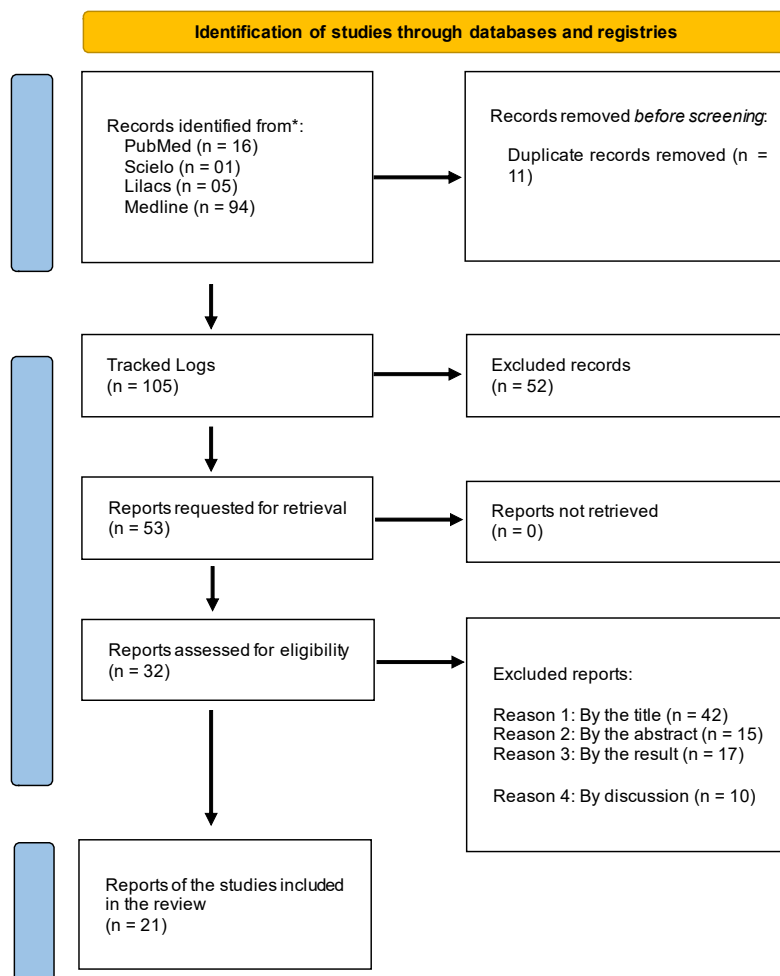 Identification of studies through databases and registries
Records identified from*:
PubMed (n = 16)
Scielo (n = 01)
Lilacs (n = 05)
Medline (n = 94)
Records removed before screening:
Duplicate records removed (n =
11)
Tracked Logs
(n = 105)
Excluded records
(n = 52)
Reports requested for retrieval
(n = 53)
Reports not retrieved
(n = 0)
Reports assessed for eligibility
(n = 32)
Excluded reports:
Reason 1: By the title (n = 42)
Reason 2: By the abstract (n = 15)
Reason 3: By the result (n = 17)
Reason 4: By discussion (n = 10)
Reports of the studies included
in the review
(n = 21)